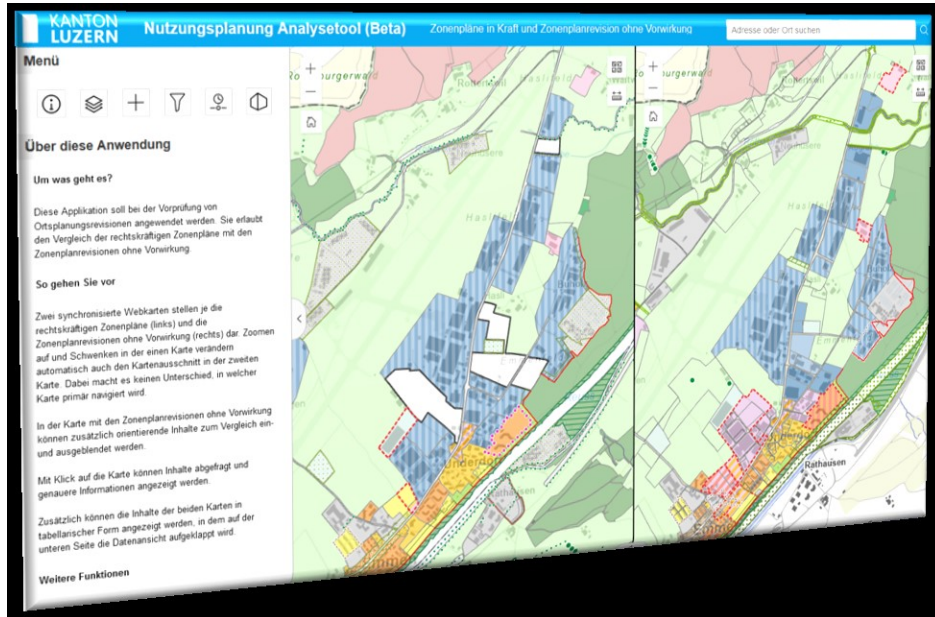 KANTON
LUZERN
Nutzungsplanung Analysetool (Beta)
Zonenpläne in Kraft und Zonenplanrevision ohne Vorwirkung
Adresse oder Ort suchen
Menü
Über diese Anwendung
Um was geht es?
Diese Applikation soll bei der Vorprüfung von
Ortsplanungsrevisionen angewendet werden. Sie erlaubt
den Vergleich der rechtskräftigen Zonenpläne mit den
Zonenplanrevisionen ohne Vorwirkung.
So gehen Sie vor
Zwei synchronisierte Webkarten stellen je die
rechtskräftigen Zonenpläne (links) und die
Zonenplanrevisionen ohne Vorwirkung (rechts) dar. Zoomen
auf und Schwenken in der einen Karte verändern
automatisch auch den Kartenausschnitt in der zweiten
Karte. Dabei macht es keinen Unterschied, in welcher
Karte primär navigiert wird.
In der Karte mit den Zonenplanrevisionen ohne Vorwirkung
können zusätzlich orientierende Inhalte zum Vergleich ein-
und ausgeblendet werden.
Mit Klick auf die Karte können Inhalte abgefragt und
genauere Informationen angezeigt werden.
Zusätzlich können die Inhalte der beiden Karten in
tabellarischer Form angezeigt werden, in dem auf der
unteren Seite die Datenansicht aufgeklappt wird.
Weitere Funktionen
Haslifeld
Rathausen
Rathausen